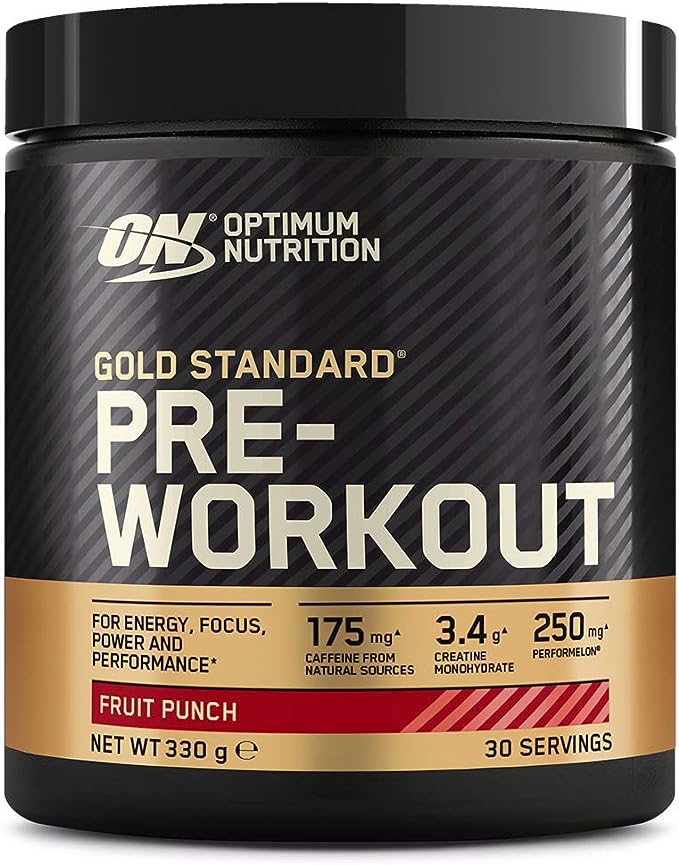 ON® OPTIMUM
NUTRITION
GOLD STANDARD®
PRE-
WORKOUT
FOR ENERGY, FOCUS,
POWER AND
PERFORMANCE*
175 mg▲
CAFFEINE FROM
NATURAL SOURCES
3.4 g▲
CREATINE
MONOHYDRATE
250 mg▲
PERFORMELON®
FRUIT PUNCH
NET WT 330 g ℮
30 SERVINGS